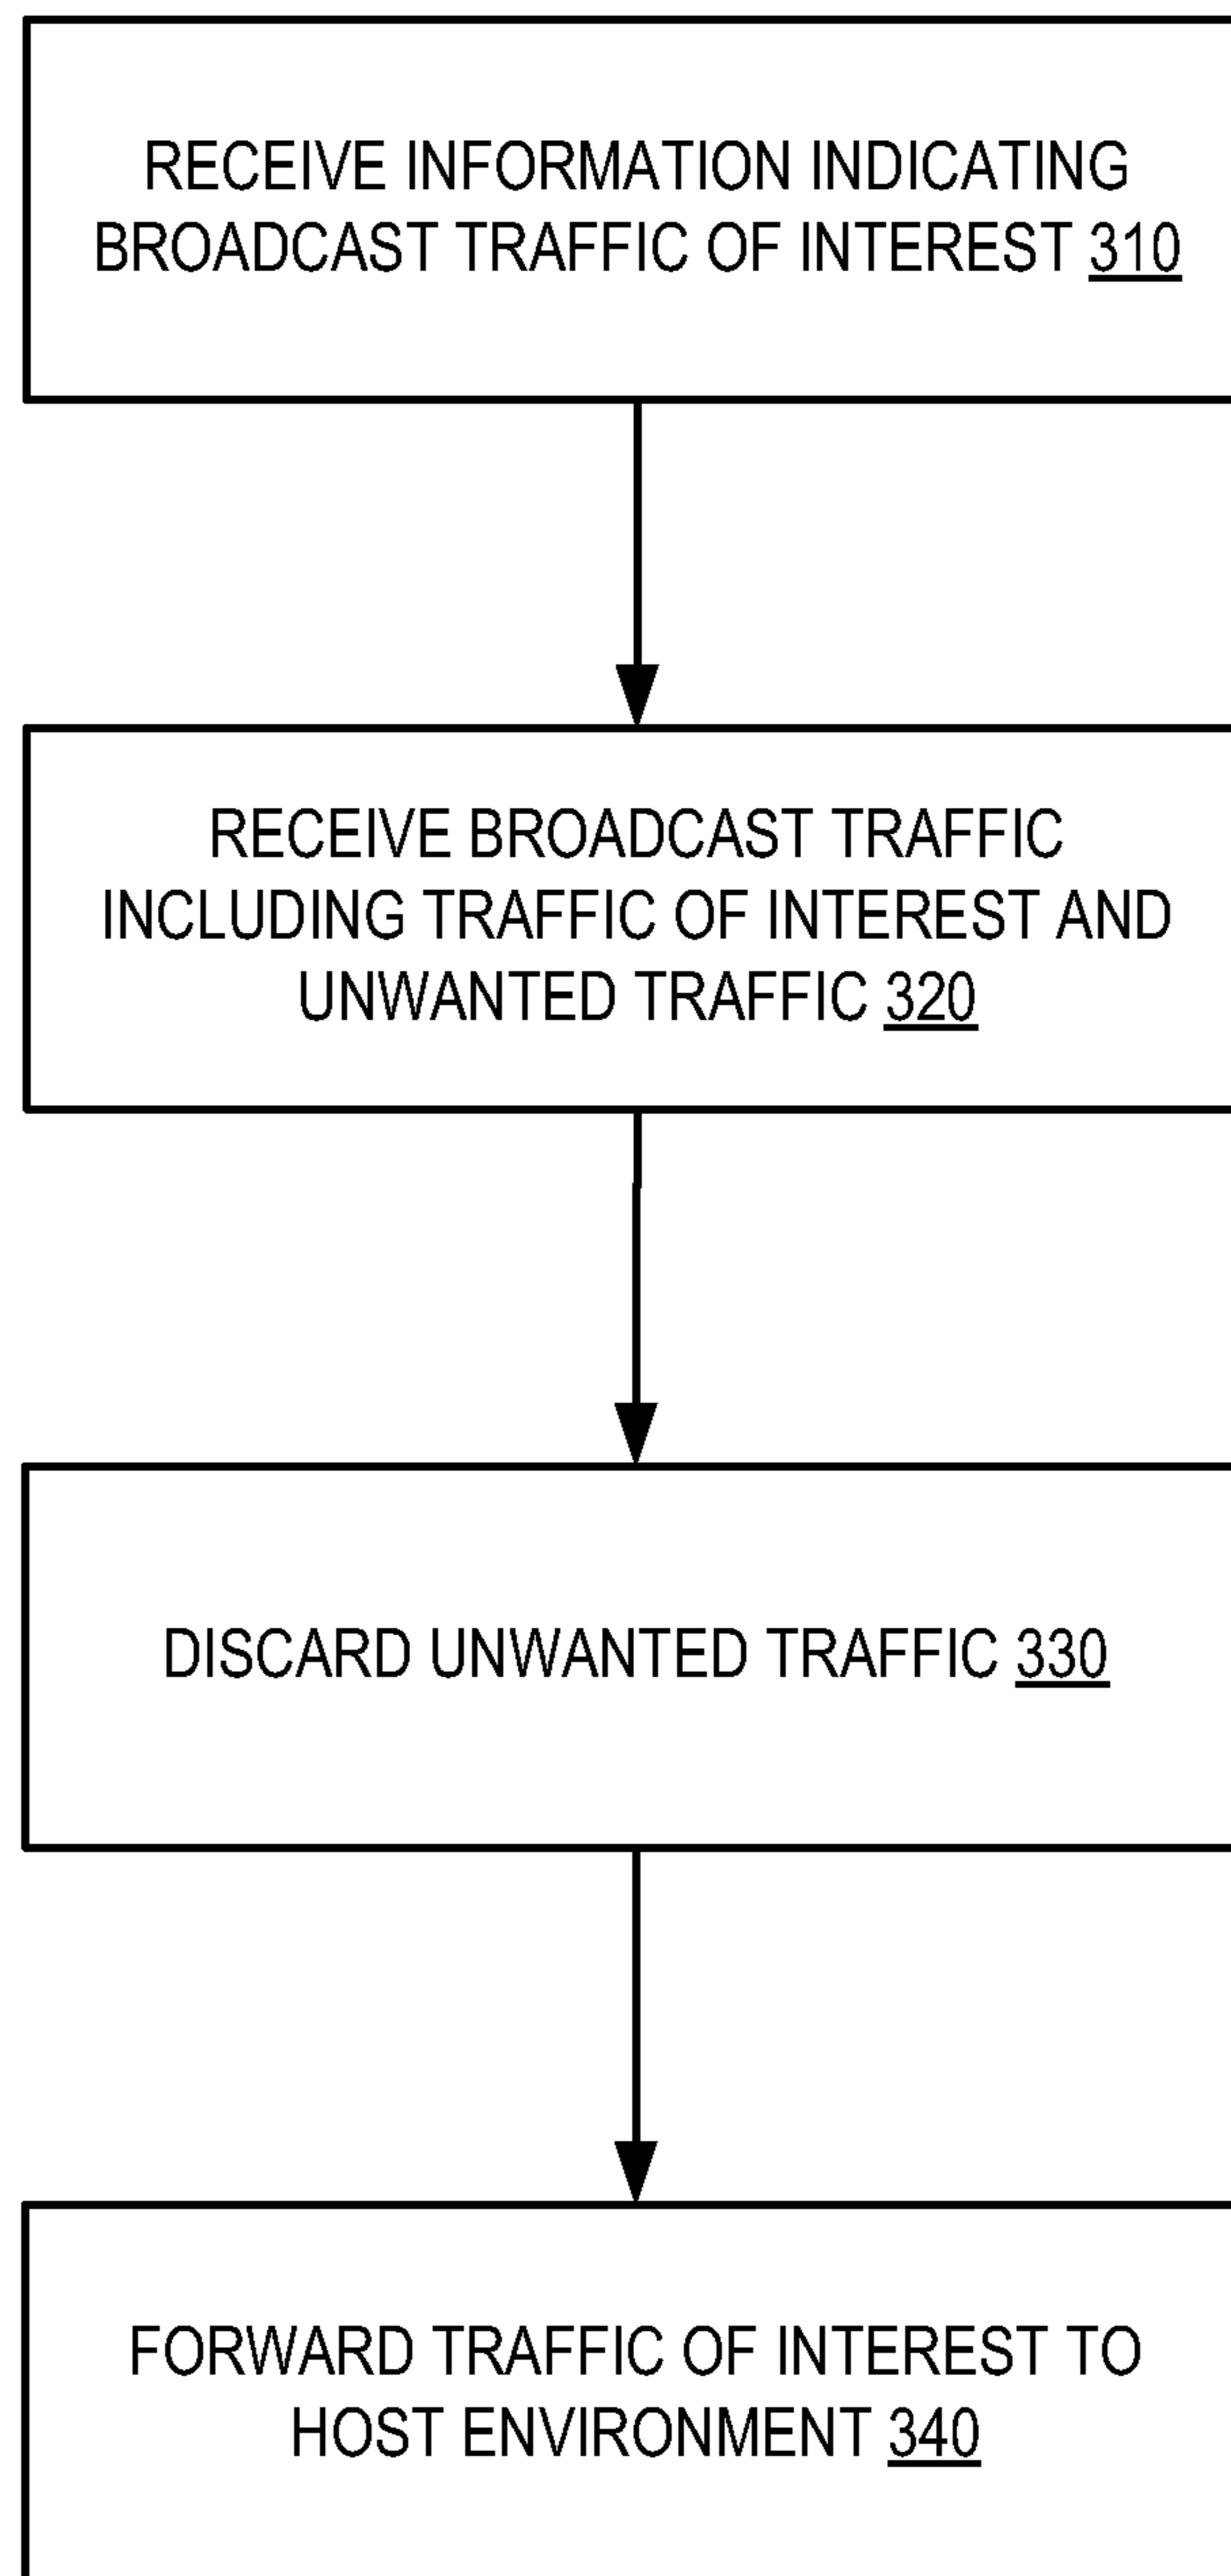 RECEIVE INFORMATION INDICATING
BROADCAST TRAFFIC OF INTEREST 310
RECEIVE BROADCAST TRAFFIC
INCLUDING TRAFFIC OF INTEREST AND
UNWANTED TRAFFIC 320
DISCARD UNWANTED TRAFFIC 330
FORWARD TRAFFIC OF INTEREST TO
HOST ENVIRONMENT 340